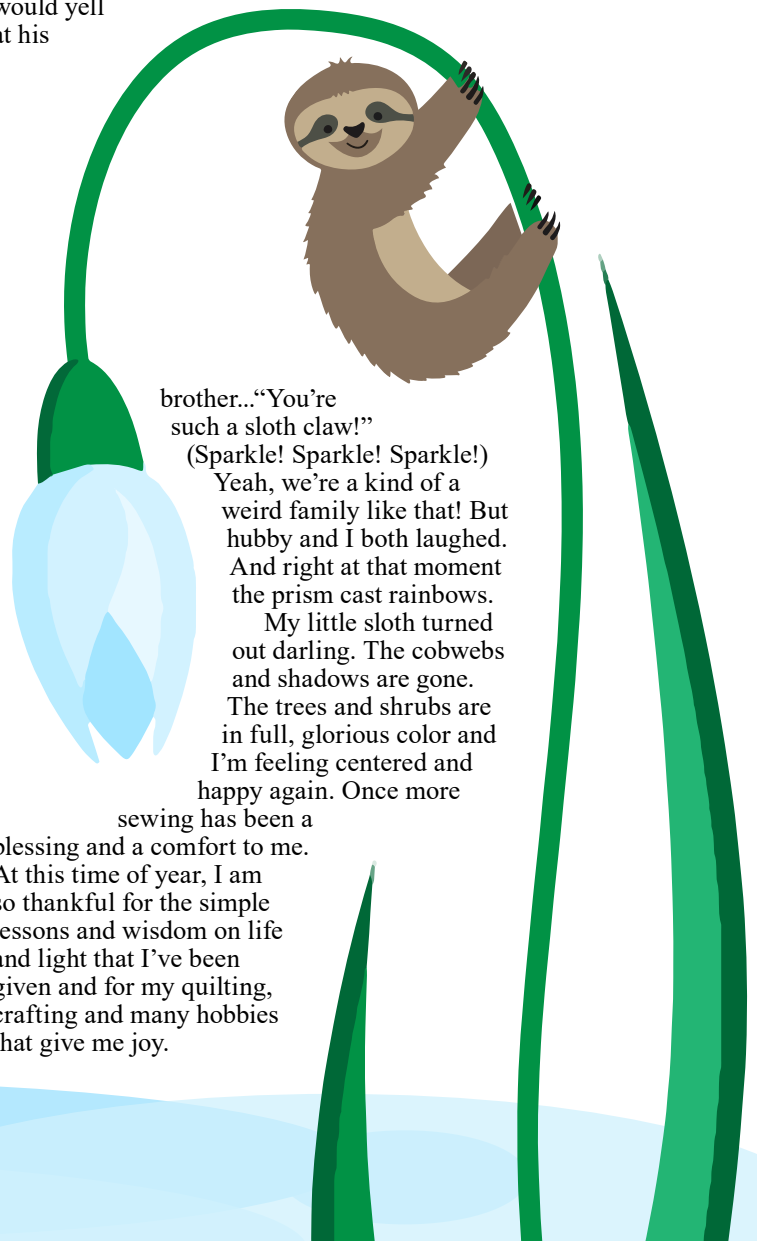 would yell
at his
brother...“You’re
such a sloth claw!”
(Sparkle! Sparkle! Sparkle!)
Yeah, we’re a kind of a
weird family like that! But
hubby and I both laughed.
And right at that moment
the prism cast rainbows.
My little sloth turned
out darling. The cobwebs
and shadows are gone.
The trees and shrubs are
in full, glorious color and
I’m feeling centered and
happy again. Once more
sewing has been a
blessing and a comfort to me.
At this time of year, I am
so thankful for the simple
lessons and wisdom on life
and light that I’ve been
given and for my quilting,
crafting and many hobbies
that give me joy.